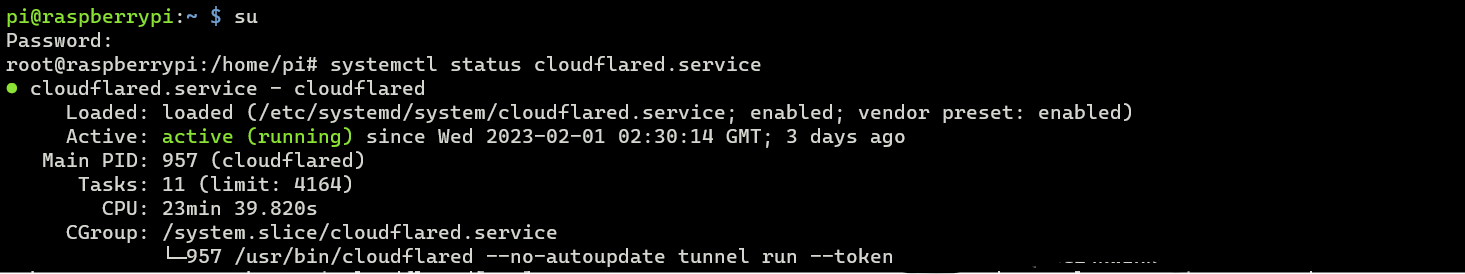 pi@raspberrypi:~ $ su
Password:
root@raspberrypi:/home/pi# systemctl status cloudflared.service
● cloudflared.service - cloudflared
Loaded: loaded (/etc/systemd/system/cloudflared.service; enabled; vendor preset: enabled)
Active: active (running) since Wed 2023-02-01 02:30:14 GMT; 3 days ago
Main PID: 957 (cloudflared)
Tasks: 11 (limit: 4164)
CPU: 23min 39.820s
CGroup: /system.slice/cloudflared.service
└─957 /usr/bin/cloudflared --no-autoupdate tunnel run --token